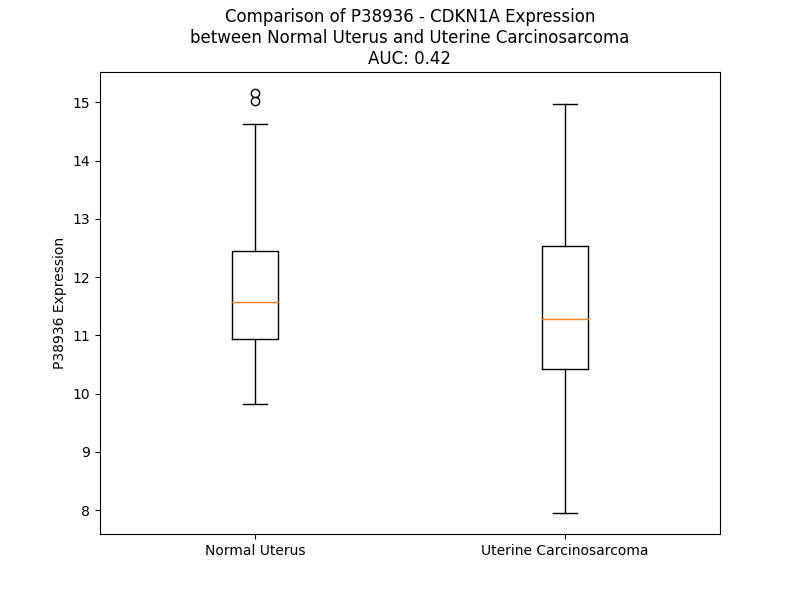 Comparison of P38936 - CDKN1A Expression
between Normal Uterus and Uterine Carcinosarcoma
AUC: 0.42
15
14
13
12
11
10
9
8
P38936 Expression
Normal Uterus
Uterine Carcinosarcoma